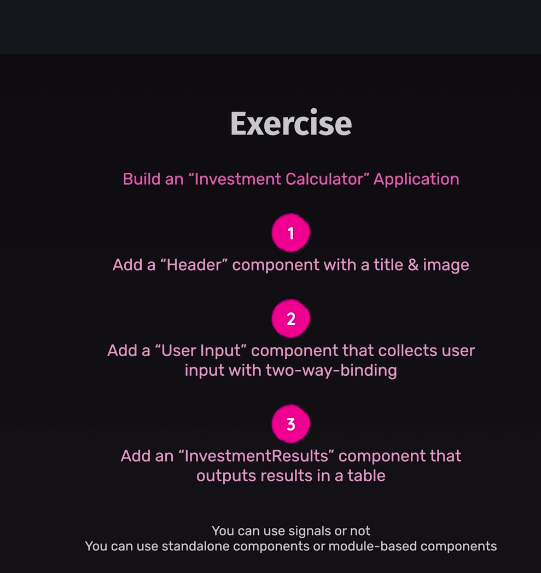 Exercise
Build an “Investment Calculator” Application
1
Add a “Header” component with a title & image
2
Add a “User Input” component that collects user
input with two-way-binding
3
Add an “InvestmentResults” component that
outputs results in a table
You can use signals or not
You can use standalone components or module-based components